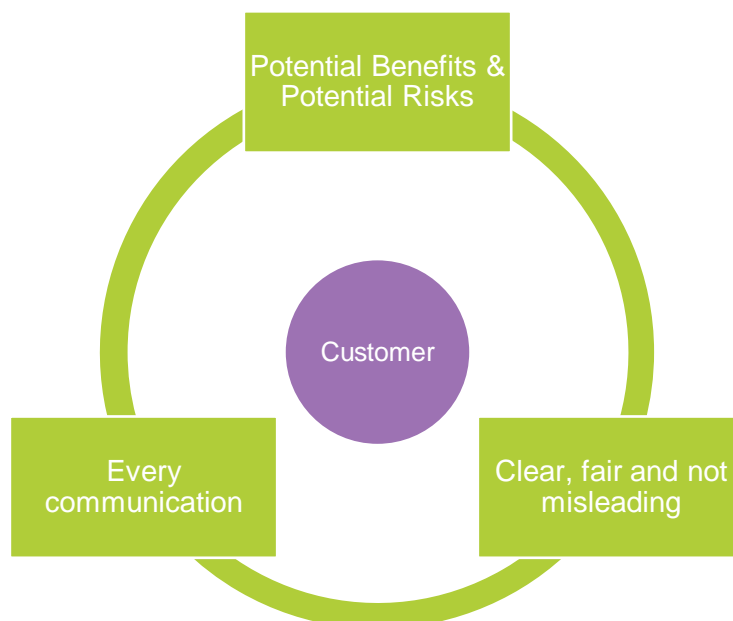 Potential Benefits &
Potential Risks
Customer
Every
communication
Clear, fair and not
misleading